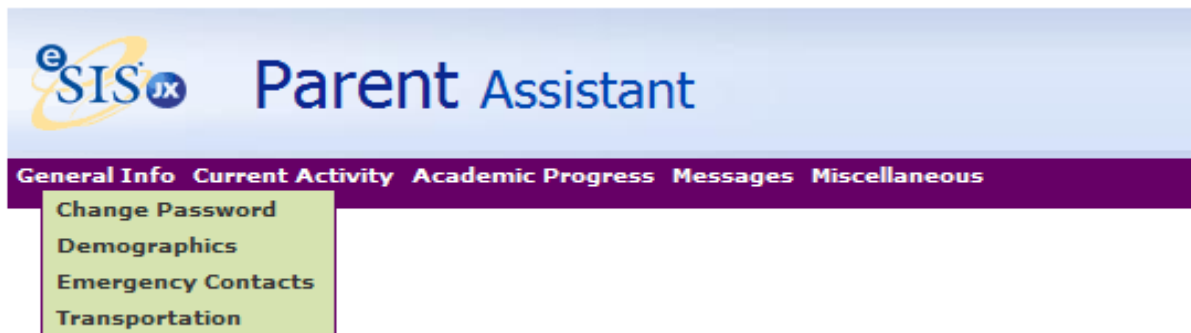 eSIS JX Parent Assistant
General Info Current Activity Academic Progress Messages Miscellaneous
Change Password
Demographics
Emergency Contacts
Transportation